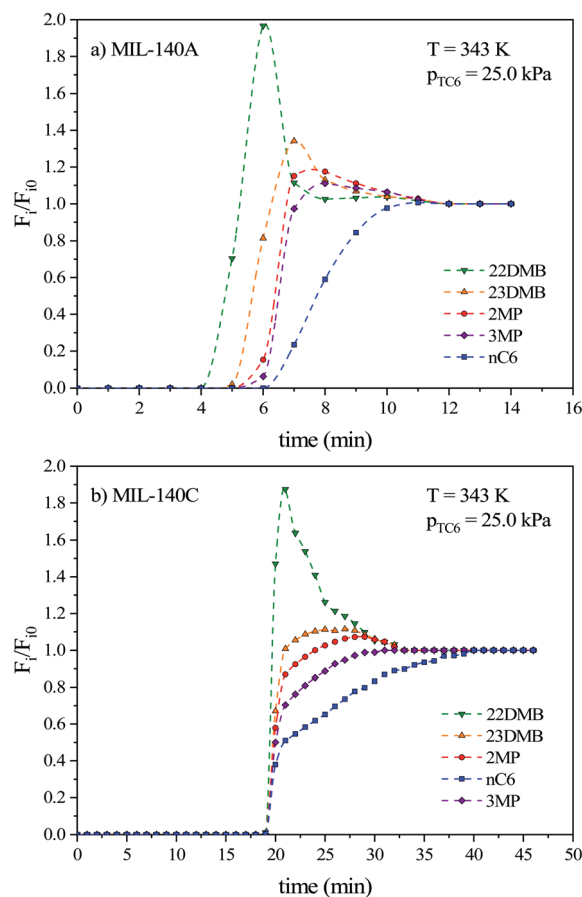 a) MIL-140A
T = 343 K
pTC6 = 25.0 kPa
2.0
1.8
1.6
1.4
1.2
1.0
0.8
0.6
0.4
0.2
0.0
Fi/Fi0
22DMB
23DMB
2MP
3MP
nC6
0 2 4 6 8 10 12 14 16
time (min)
b) MIL-140C
T = 343 K
pTC6 = 25.0 kPa
2.0
1.8
1.6
1.4
1.2
1.0
0.8
0.6
0.4
0.2
0.0
Fi/Fi0
22DMB
23DMB
2MP
nC6
3MP
0 5 10 15 20 25 30 35 40 45 50
time (min)